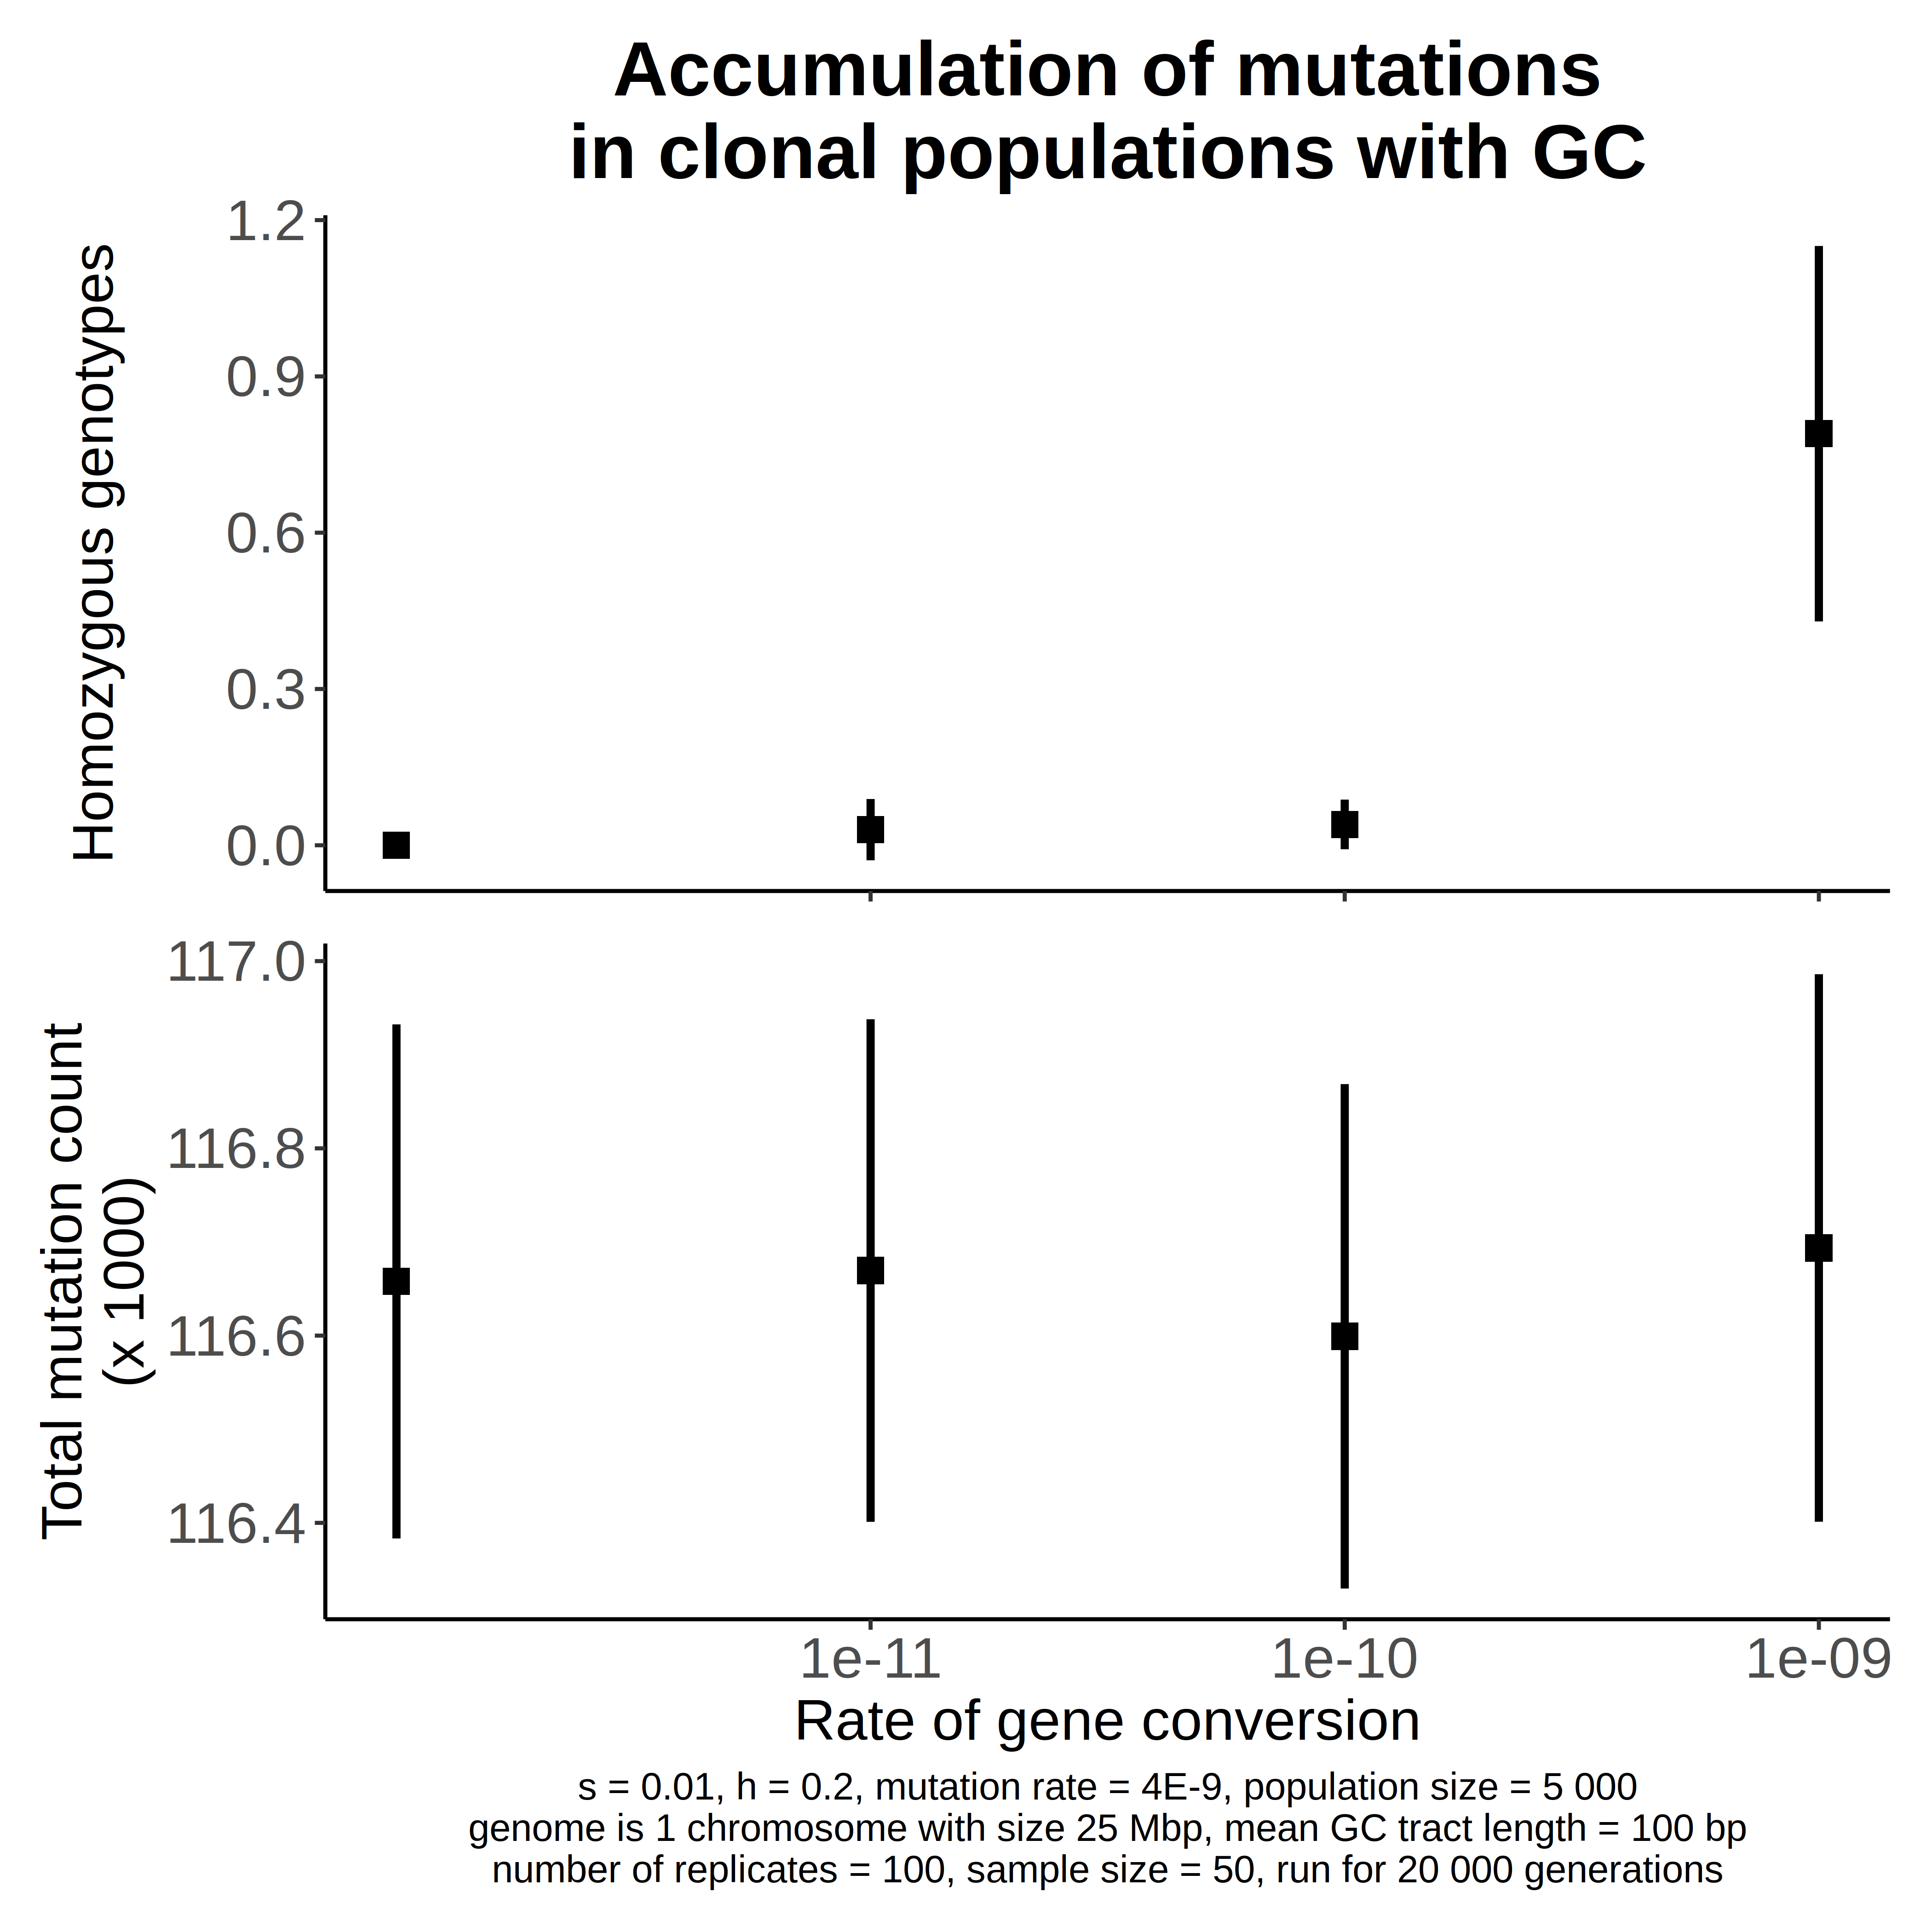 Accumulation of mutations
in clonal populations with GC
Homozygous genotypes
1.2
0.9
0.6
0.3
0.0
Total mutation count
(x 1000)
117.0
116.8
116.6
116.4
1e-11 1e-10 1e-09
Rate of gene conversion
s = 0.01, h = 0.2, mutation rate = 4E-9, population size = 5 000
genome is 1 chromosome with size 25 Mbp, mean GC tract length = 100 bp
number of replicates = 100, sample size = 50, run for 20 000 generations